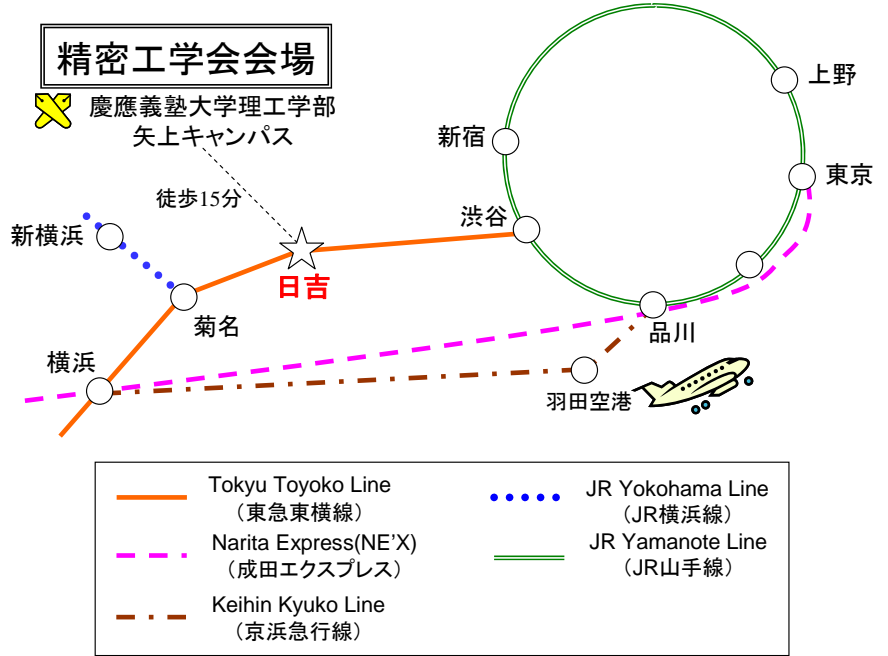 精密工学会会場
慶應義塾大学理工学部
矢上キャンパス
徒歩15分
上野
新宿
東京
渋谷
新横浜
日吉
菊名
品川
横浜
羽田空港
Tokyu Toyoko Line
（東急東横線）
Narita Express(NE'X)
（成田エクスプレス）
Keihin Kyuko Line
（京浜急行線）
JR Yokohama Line
（JR横浜線）
JR Yamanote Line
（JR山手線）